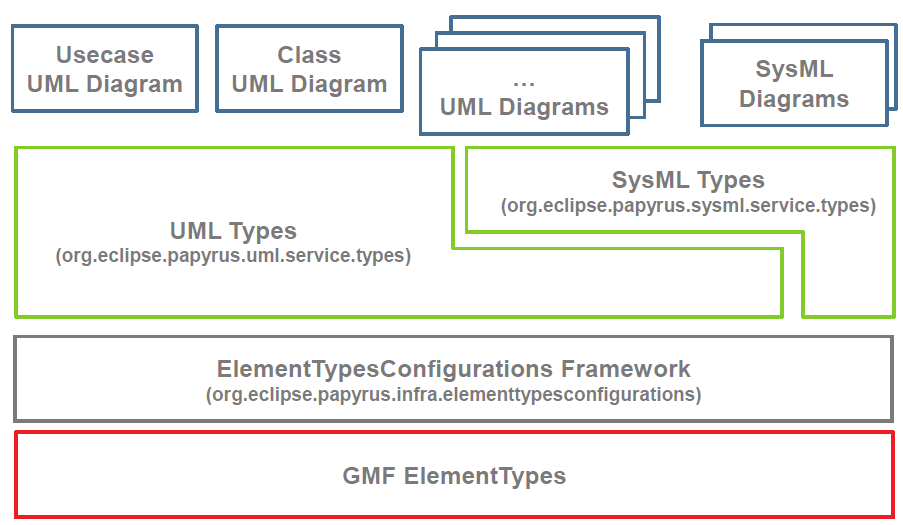 Usecase
UML Diagram
Class
UML Diagram
...
UML Diagrams
SysML
Diagrams
SysML Types
(org.eclipse.papyrus.sysml.service.types)
UML Types
(org.eclipse.papyrus.uml.service.types)
ElementTypesConfigurations Framework
(org.eclipse.papyrus.infra.elementtypesconfigurations)
GMF ElementTypes